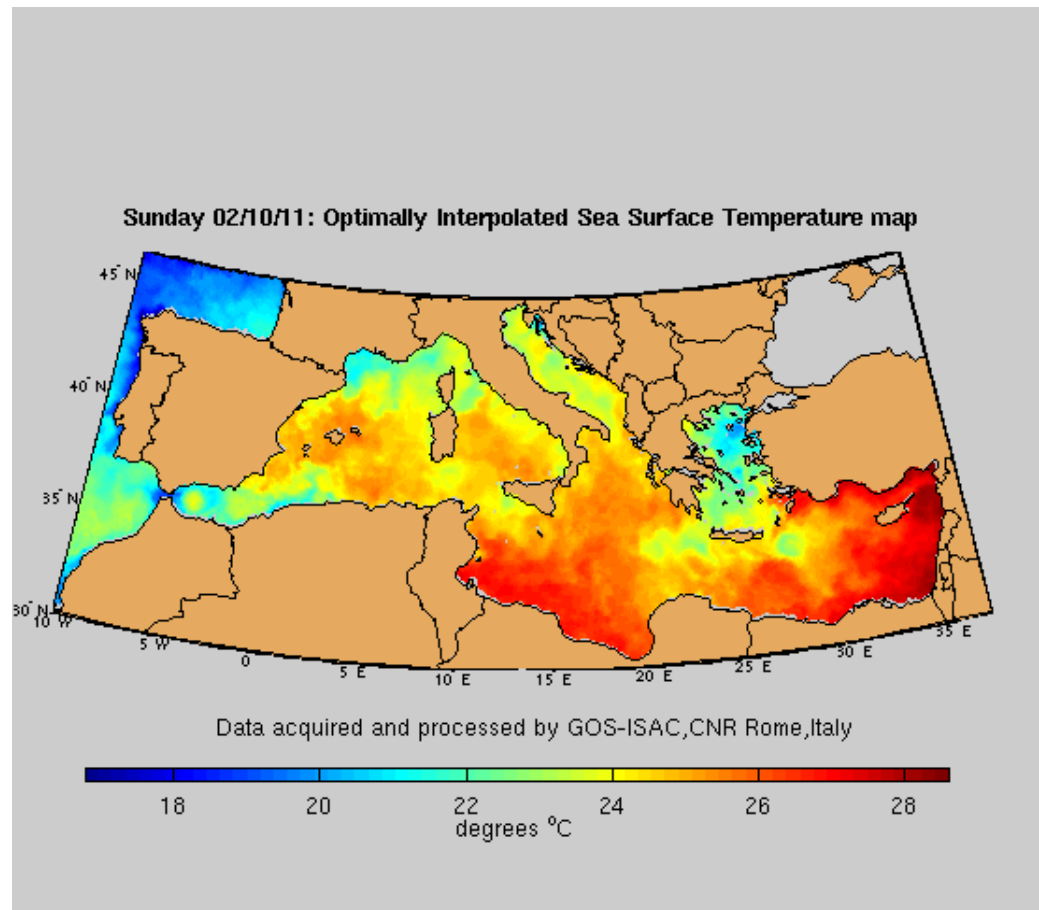 Sunday 02/10/11: Optimally Interpolated Sea Surface Temperature map
45° N
40° N
35° N
30° N
10° W
5° W
0
5° E
10° E
15° E
20° E
25° E
30° E
35° E
Data acquired and processed by GOS-ISAC,CNR Rome,Italy
18 20 22 24 26 28
degrees °C